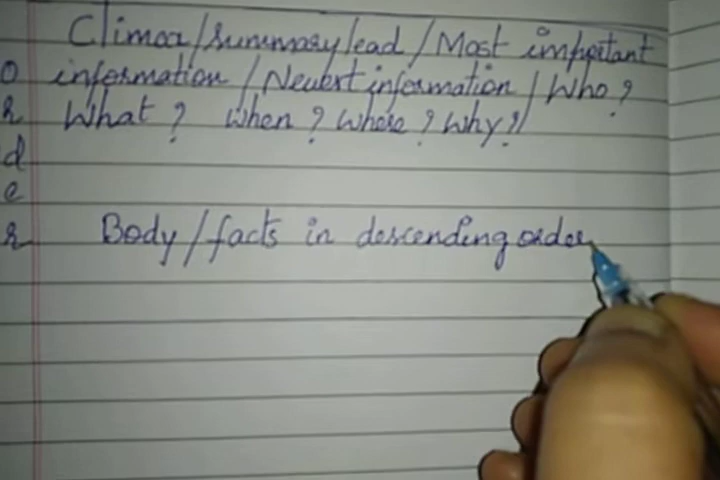 Climax/summary lead / Most important
O information / Newest information / Who?
r What? When? Where? Why?/
d
e
r Body/facts in descending order